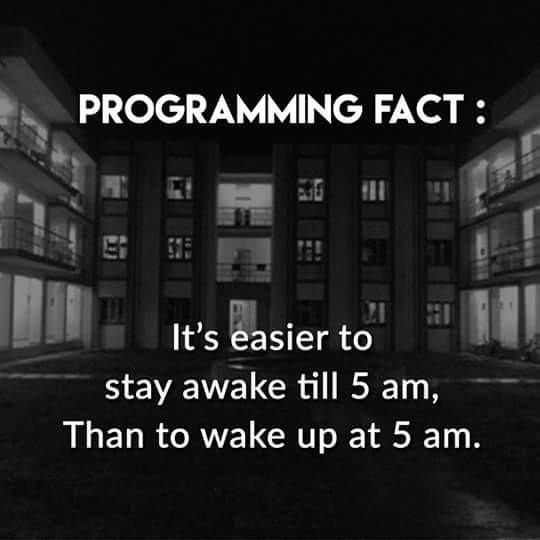 PROGRAMMING FACT :
It’s easier to
stay awake till 5 am,
Than to wake up at 5 am.